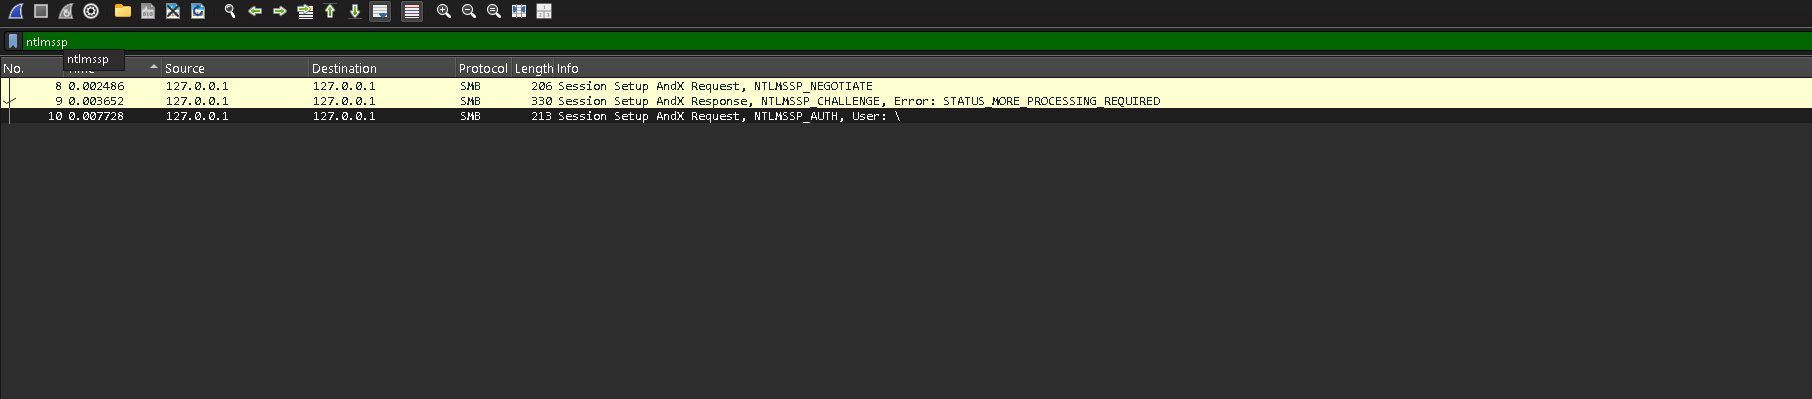 ntlmssp
ntlmssp
No. Time Source Destination Protocol Length Info
8 0.002486 127.0.0.1 127.0.0.1 SMB 206 Session Setup AndX Request, NTLMSSP_NEGOTIATE
9 0.003652 127.0.0.1 127.0.0.1 SMB 330 Session Setup AndX Response, NTLMSSP_CHALLENGE, Error: STATUS_MORE_PROCESSING_REQUIRED
10 0.007728 127.0.0.1 127.0.0.1 SMB 213 Session Setup AndX Request, NTLMSSP_AUTH, User: \